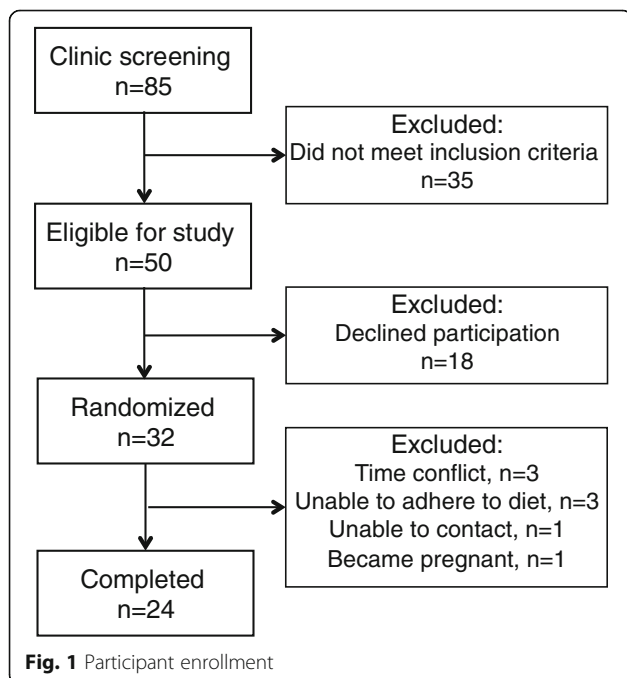 Clinic screening
n=85
Excluded:
Did not meet inclusion criteria
n=35
Eligible for study
n=50
Excluded:
Declined participation
n=18
Randomized
n=32
Excluded:
Time conflict, n=3
Unable to adhere to diet, n=3
Unable to contact, n=1
Became pregnant, n=1
Completed
n=24
Fig. 1 Participant enrollment